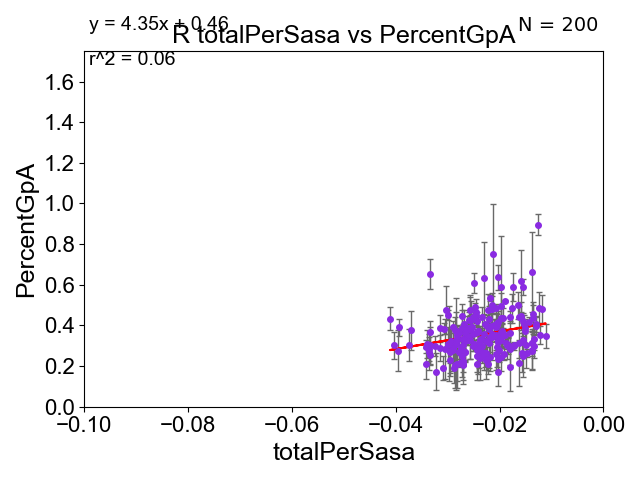 y = 4.35x + 0.46
N = 200
R totalPerSasa vs PercentGpA
r^2 = 0.06
1.6
1.4
1.2
1.0
0.8
0.6
0.4
0.2
0.0
PercentGpA
−0.10 −0.08 −0.06 −0.04 −0.02 0.00
totalPerSasa